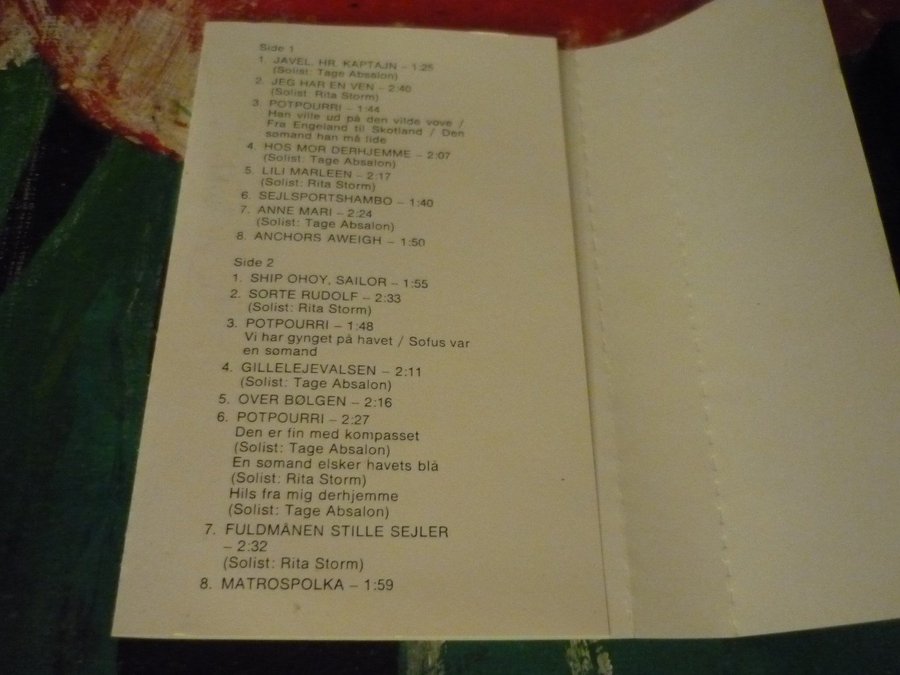 Side 1
1. JAVEL, HR. KAPTAJN – 1:25
(Solist: Tage Absalon)
2. JEG HAR EN VEN – 2:40
(Solist: Rita Storm)
3. POTPOURRI – 1:44
Han ville ud på den vilde vove /
Fra Engeland til Skotland / Den
sømand han må lide
4. HOS MOR DERHJEMME – 2:07
(Solist: Tage Absalon)
5. LILI MARLEEN – 2:17
(Solist: Rita Storm)
6. SEJLSPORTSHAMBO – 1:40
7. ANNE MARI – 2:24
(Solist: Tage Absalon)
8. ANCHORS AWEIGH – 1:50
Side 2
1. SHIP OHOY, SAILOR – 1:55
2. SORTE RUDOLF – 2:33
(Solist: Rita Storm)
3. POTPOURRI – 1:48
Vi har gynget på havet / Sofus var
en sømand
4. GILLELEJEVALSEN – 2:11
(Solist: Tage Absalon)
5. OVER BØLGEN – 2:16
6. POTPOURRI – 2:27
Den er fin med kompasset
(Solist: Tage Absalon)
En sømand elsker havets blå
(Solist: Rita Storm)
Hils fra mig derhjemme
(Solist: Tage Absalon)
7. FULDMÅNEN STILLE SEJLER
– 2:32
(Solist: Rita Storm)
8. MATROSPOLKA – 1:59